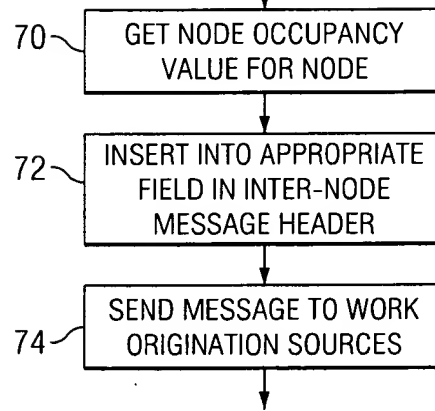 70
GET NODE OCCUPANCY
VALUE FOR NODE
72
INSERT INTO APPROPRIATE
FIELD IN INTER-NODE
MESSAGE HEADER
74
SEND MESSAGE TO WORK
ORIGINATION SOURCES